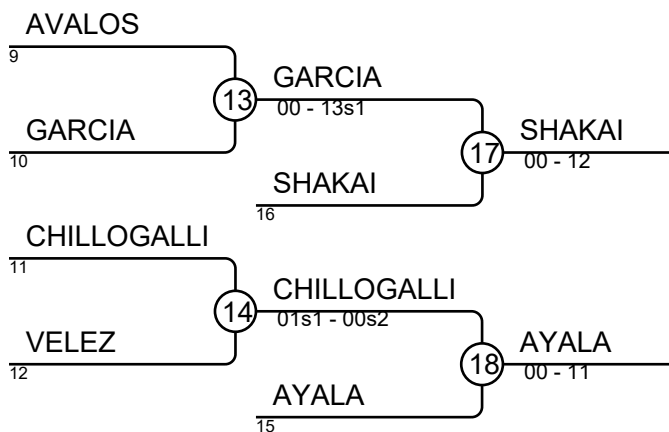 AVALOS
9
13
GARCIA
00 - 13s1
GARCIA
10
17
SHAKAI
00 - 12
SHAKAI
16
CHILLOGALLI
11
14
CHILLOGALLI
01s1 - 00s2
VELEZ
12
18
AYALA
00 - 11
AYALA
15